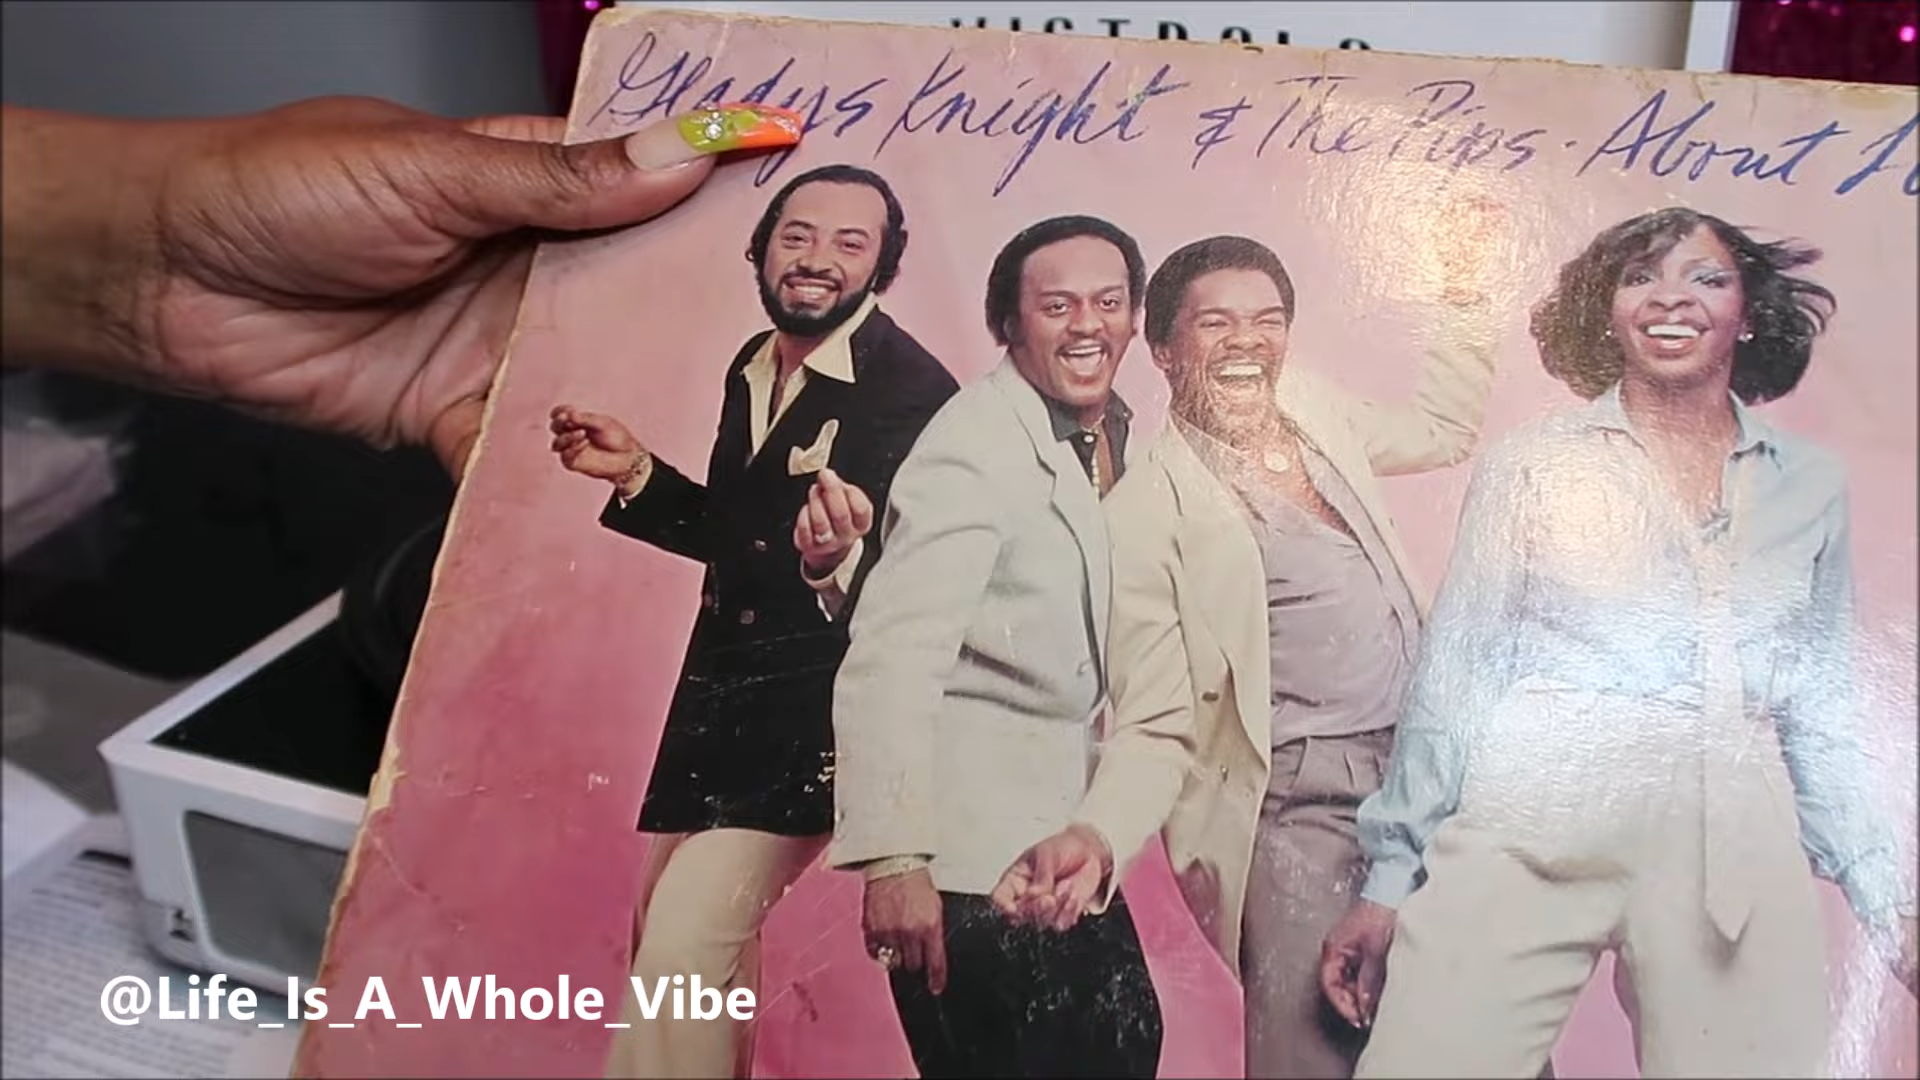 Gladys Knight & The Pips · About
@Life_Is_A_Whole_Vibe